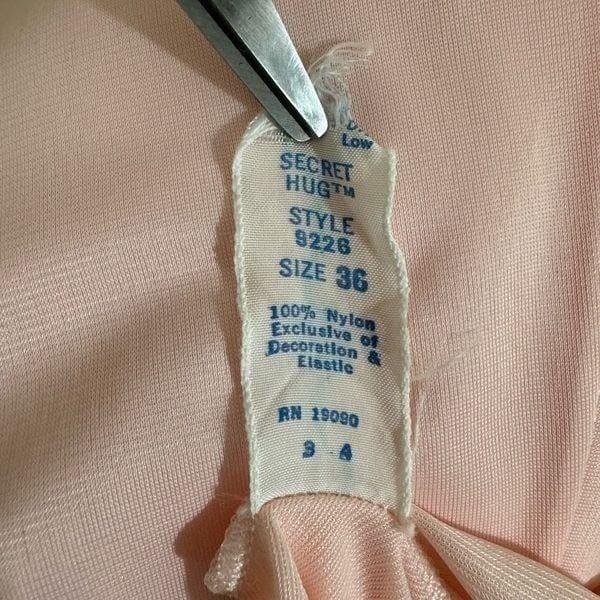 Low
SECRET
HUG™
STYLE
9226
SIZE 36
100% Nylon
Exclusive of
Decoration &
Elastic
RN 19090
3 4